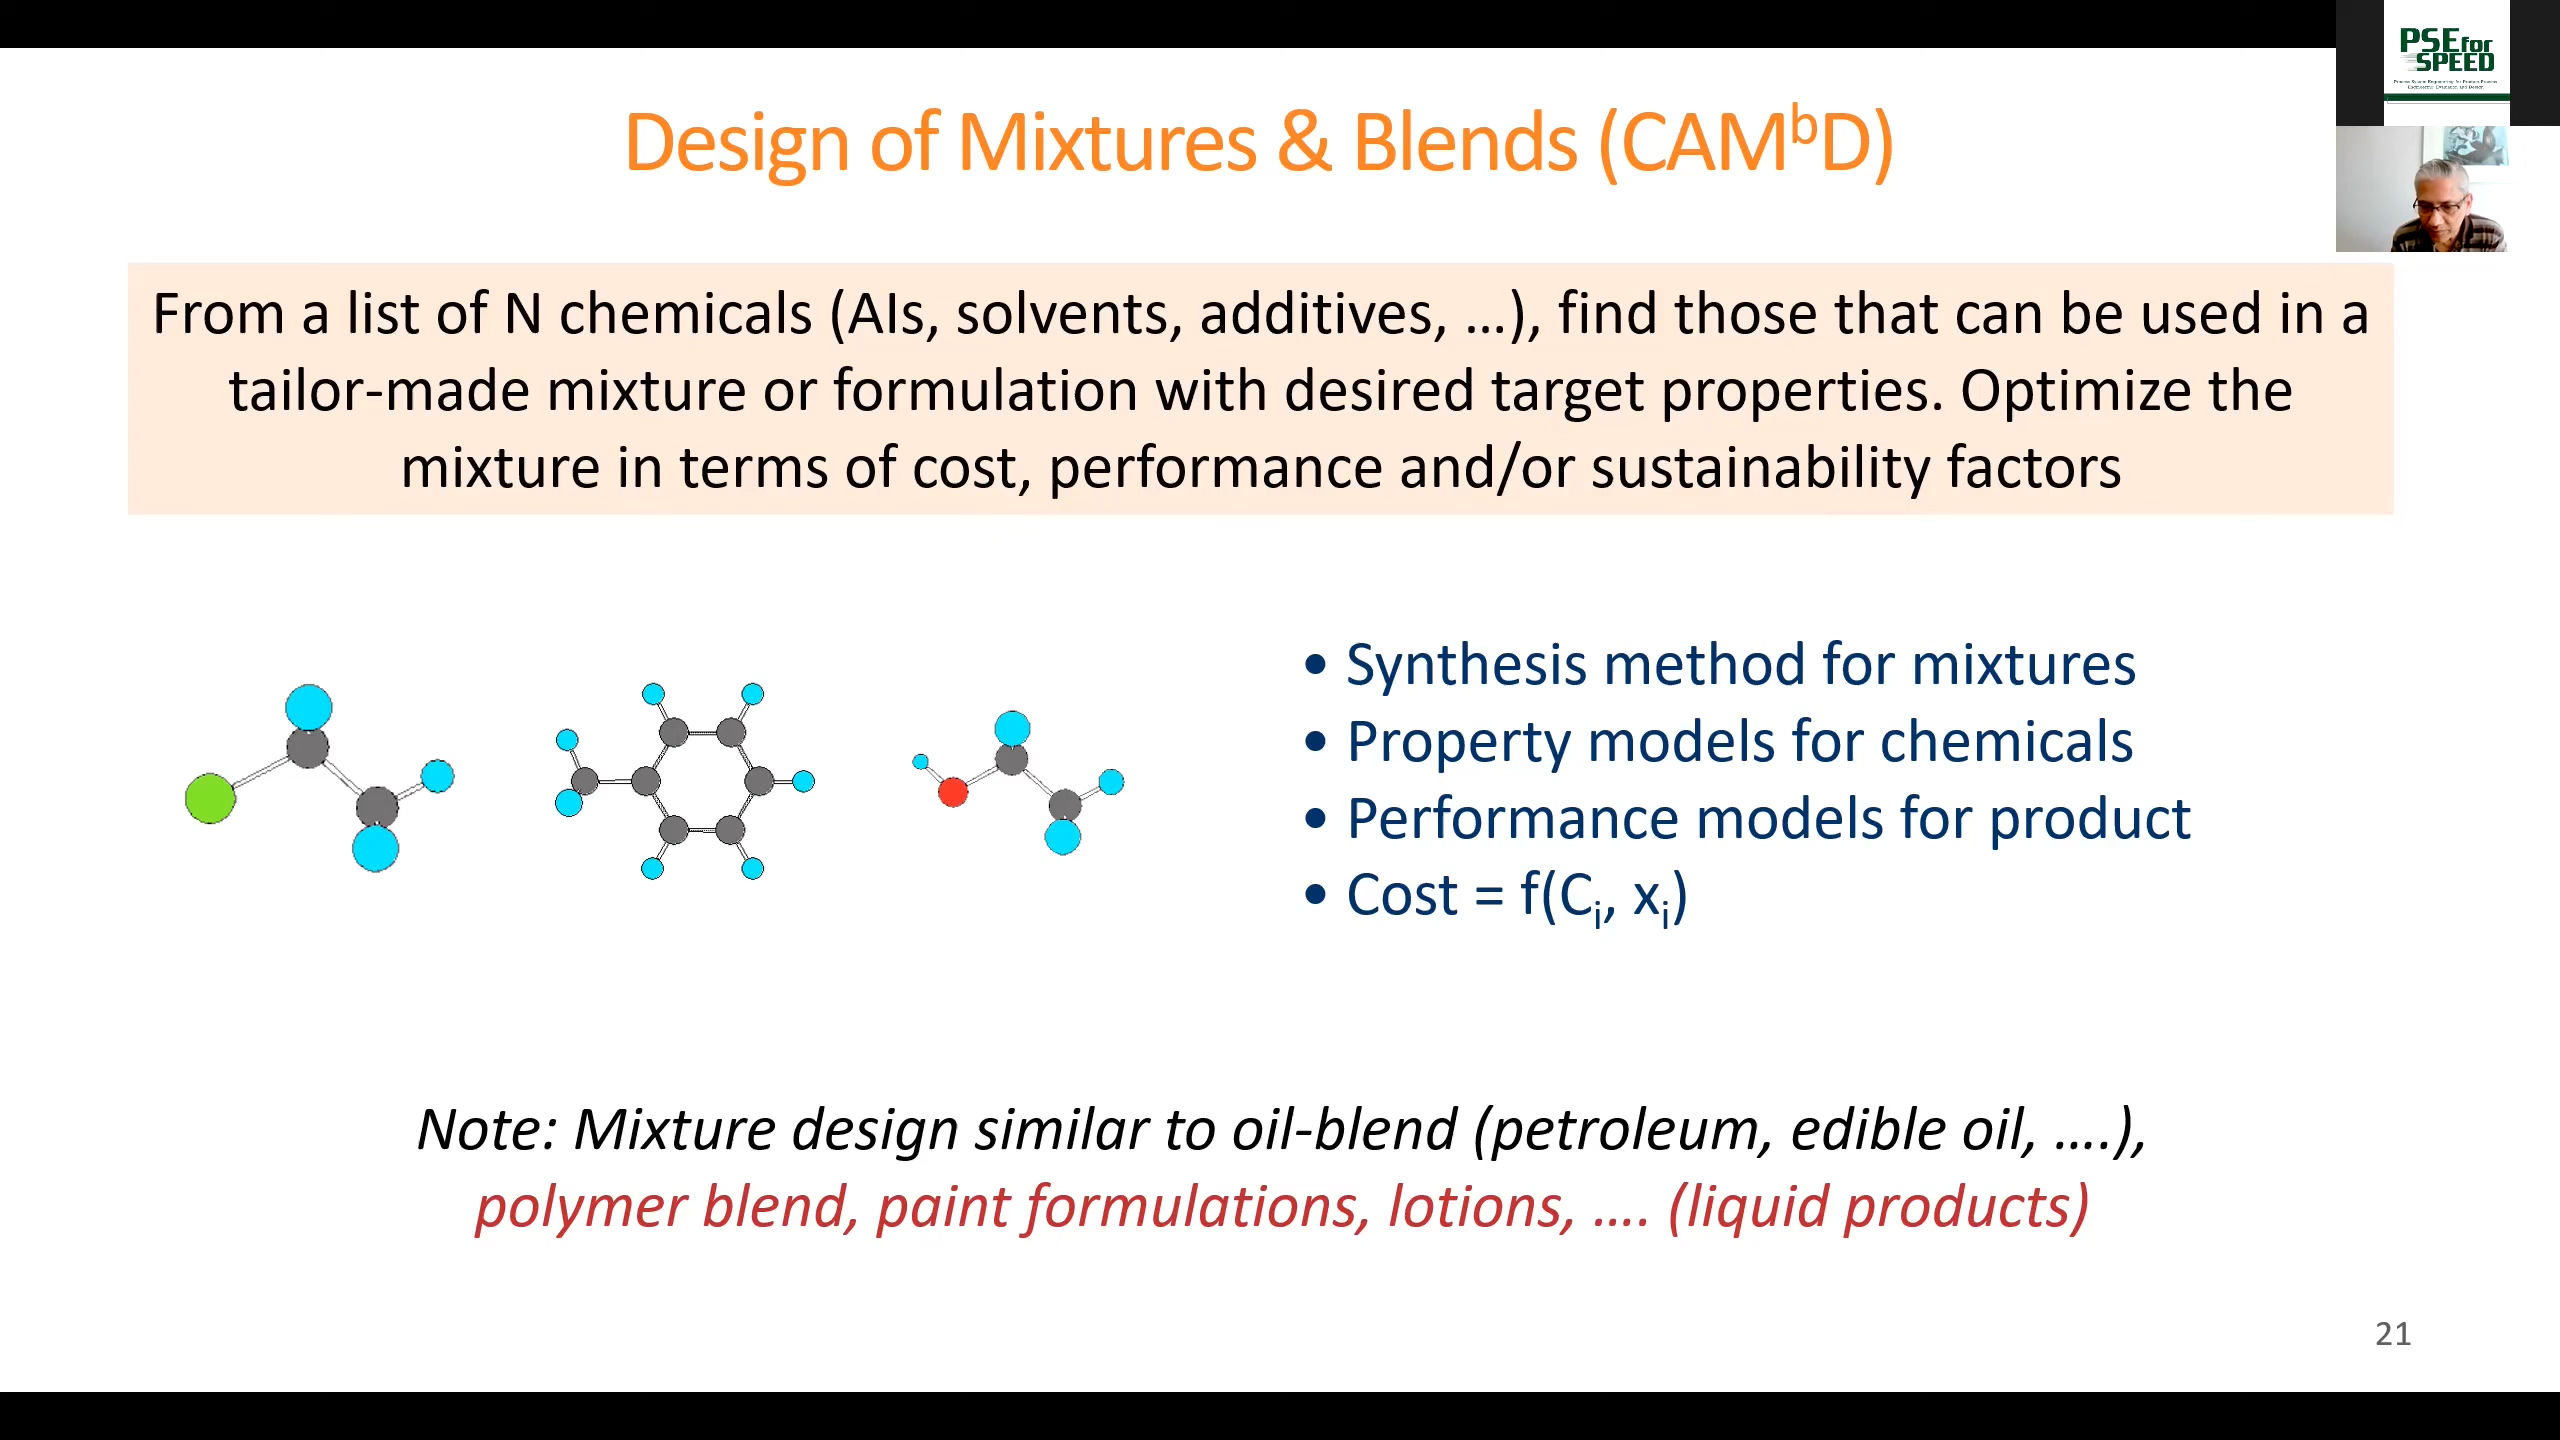 PSE for
SPEED
Design of Mixtures & Blends (CAMᵇD)
From a list of N chemicals (AIs, solvents, additives, …), find those that can be used in a
tailor-made mixture or formulation with desired target properties. Optimize the
mixture in terms of cost, performance and/or sustainability factors
• Synthesis method for mixtures
• Property models for chemicals
• Performance models for product
• Cost = f(Cᵢ, xᵢ)
Note: Mixture design similar to oil-blend (petroleum, edible oil, ….),
polymer blend, paint formulations, lotions, …. (liquid products)
21